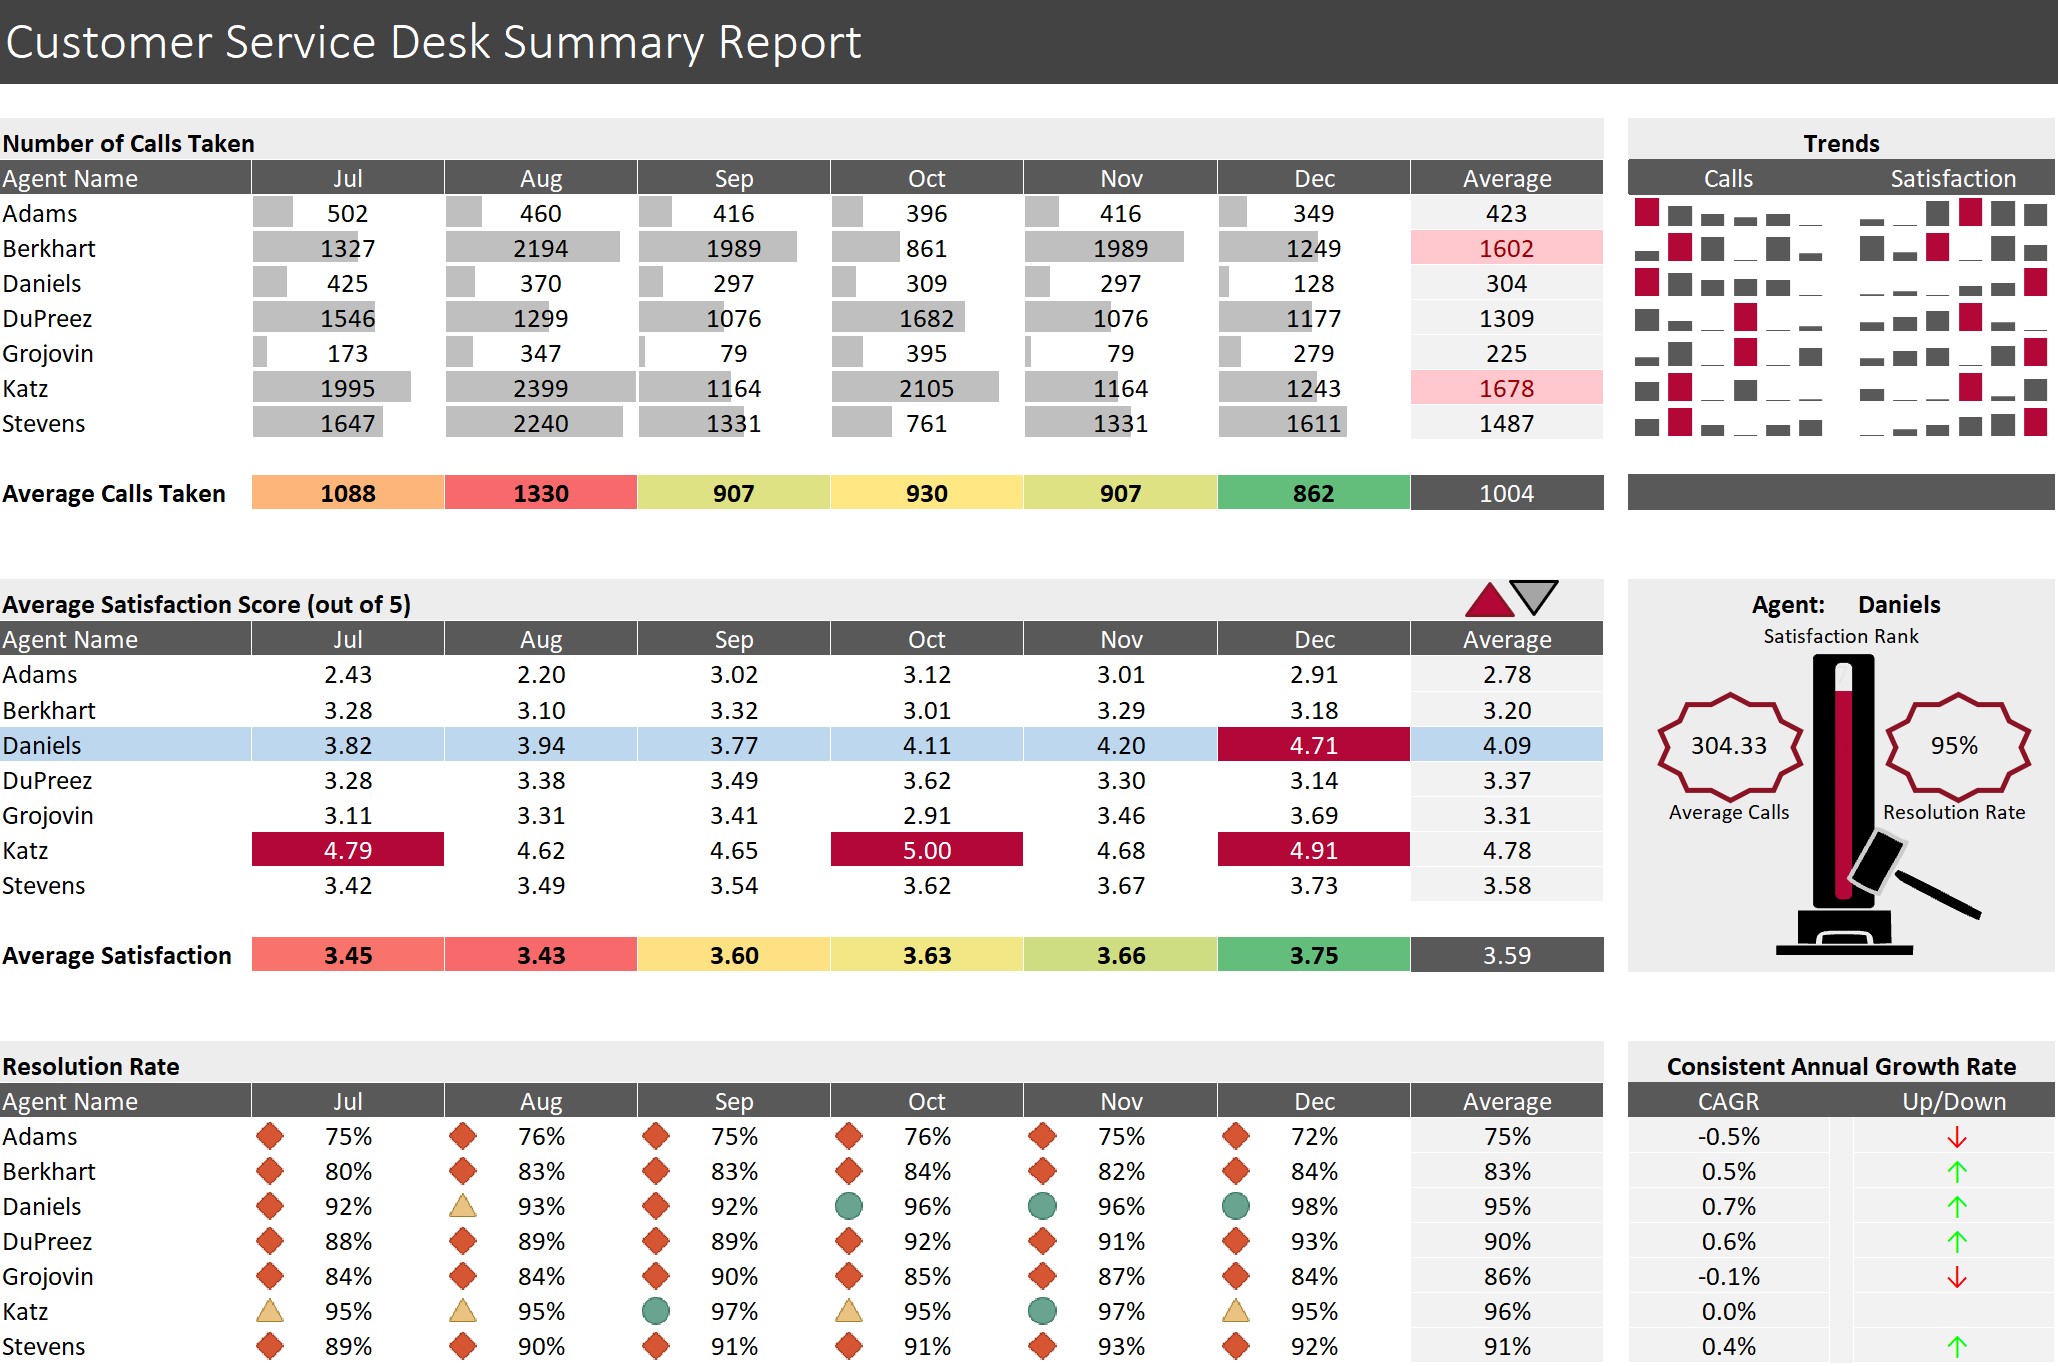 Customer Service Desk Summary Report
Number of Calls Taken
Agent Name Jul Aug Sep Oct Nov Dec Average
Adams 502 460 416 396 416 349 423
Berkhart 1327 2194 1989 861 1989 1249 1602
Daniels 425 370 297 309 297 128 304
DuPreez 1546 1299 1076 1682 1076 1177 1309
Grojovin 173 347 79 395 79 279 225
Katz 1995 2399 1164 2105 1164 1243 1678
Stevens 1647 2240 1331 761 1331 1611 1487
Average Calls Taken 1088 1330 907 930 907 862 1004
Trends
Calls Satisfaction
Average Satisfaction Score (out of 5)
Agent Name Jul Aug Sep Oct Nov Dec Average
Adams 2.43 2.20 3.02 3.12 3.01 2.91 2.78
Berkhart 3.28 3.10 3.32 3.01 3.29 3.18 3.20
Daniels 3.82 3.94 3.77 4.11 4.20 4.71 4.09
DuPreez 3.28 3.38 3.49 3.62 3.30 3.14 3.37
Grojovin 3.11 3.31 3.41 2.91 3.46 3.69 3.31
Katz 4.79 4.62 4.65 5.00 4.68 4.91 4.78
Stevens 3.42 3.49 3.54 3.62 3.67 3.73 3.58
Average Satisfaction 3.45 3.43 3.60 3.63 3.66 3.75 3.59
Agent: Daniels
Satisfaction Rank
304.33 95%
Average Calls Resolution Rate
Resolution Rate
Agent Name Jul Aug Sep Oct Nov Dec Average
Adams 75% 76% 75% 76% 75% 72% 75%
Berkhart 80% 83% 83% 84% 82% 84% 83%
Daniels 92% 93% 92% 96% 96% 98% 95%
DuPreez 88% 89% 89% 92% 91% 93% 90%
Grojovin 84% 84% 90% 85% 87% 84% 86%
Katz 95% 95% 97% 95% 97% 95% 96%
Stevens 89% 90% 91% 91% 93% 92% 91%
Consistent Annual Growth Rate
CAGR Up/Down
-0.5% ↓
0.5% ↑
0.7% ↑
0.6% ↑
-0.1% ↓
0.0%
0.4% ↑